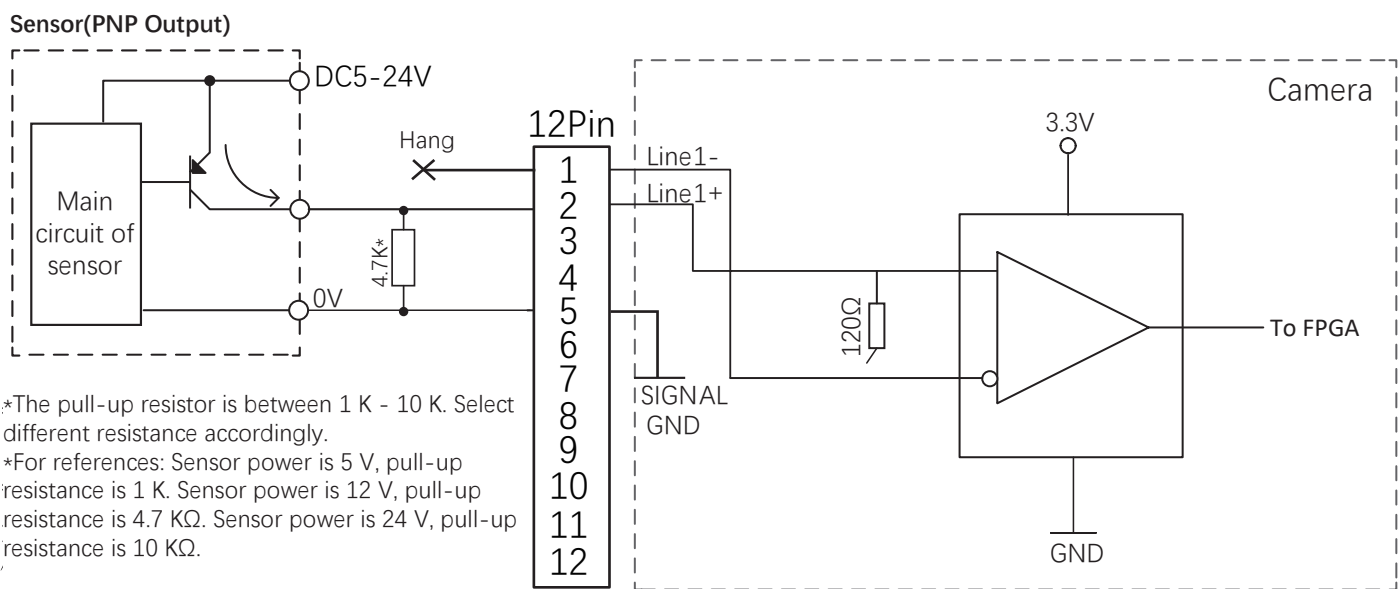 Sensor(PNP Output)
DC5-24V
Camera
12Pin
3.3V
Hang
1
Line1-
Line1+
2
Main
circuit of
sensor
3
4.7K*
4
0V
5
120Ω
To FPGA
6
7
SIGNAL
GND
8
9
10
11
12
GND
*The pull-up resistor is between 1 K - 10 K. Select
different resistance accordingly.
*For references: Sensor power is 5 V, pull-up
resistance is 1 K. Sensor power is 12 V, pull-up
resistance is 4.7 KΩ. Sensor power is 24 V, pull-up
resistance is 10 KΩ.